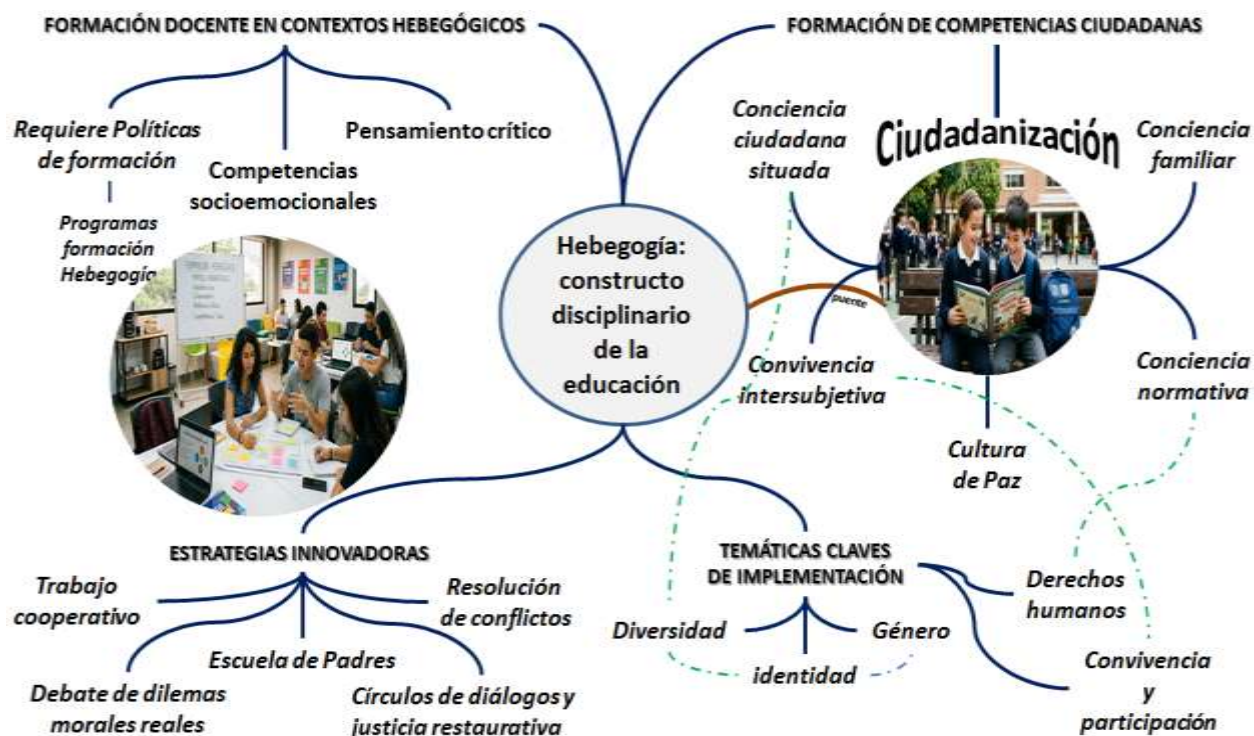 FORMACIÓN DOCENTE EN CONTEXTOS HEBEGÓGICOS
Requiere Políticas
de formación
Programas
formación
Hebegogía
Competencias
socioemocionales
Pensamiento crítico
FORMACIÓN DE COMPETENCIAS CIUDADANAS
Ciudadanización
Conciencia
ciudadana
situada
Conciencia
familiar
Hebegogía:
constructo
disciplinario
de la
educación
puente
Convivencia
intersubjetiva
Conciencia
normativa
Cultura
de Paz
ESTRATEGIAS INNOVADORAS
Trabajo
cooperativo
Resolución
de conflictos
Escuela de Padres
Debate de dilemas
morales reales
Círculos de diálogos y
justicia restaurativa
TEMÁTICAS CLAVES
DE IMPLEMENTACIÓN
Diversidad
identidad
Género
Derechos
humanos
Convivencia
y
participación